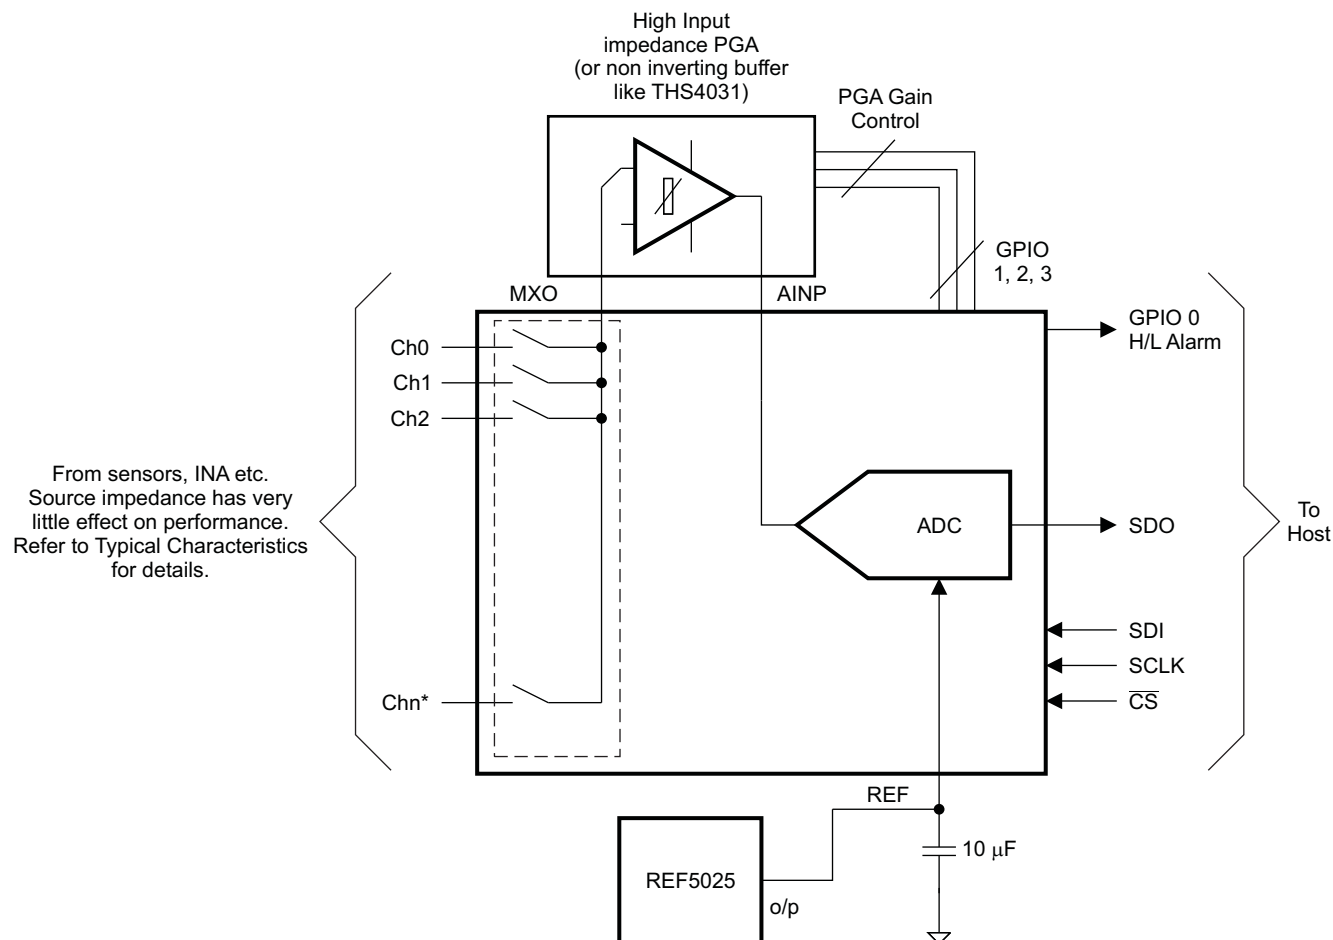 High Input
impedance PGA
(or non inverting buffer
like THS4031)
PGA Gain
Control
GPIO
1, 2, 3
MXO
AINP
GPIO 0
H/L Alarm
Ch0
Ch1
Ch2
From sensors, INA etc.
Source impedance has very
little effect on performance.
Refer to Typical Characteristics
for details.
ADC
SDO
To
Host
SDI
SCLK
Chn*
C̅S̅
REF
10 μF
REF5025
o/p